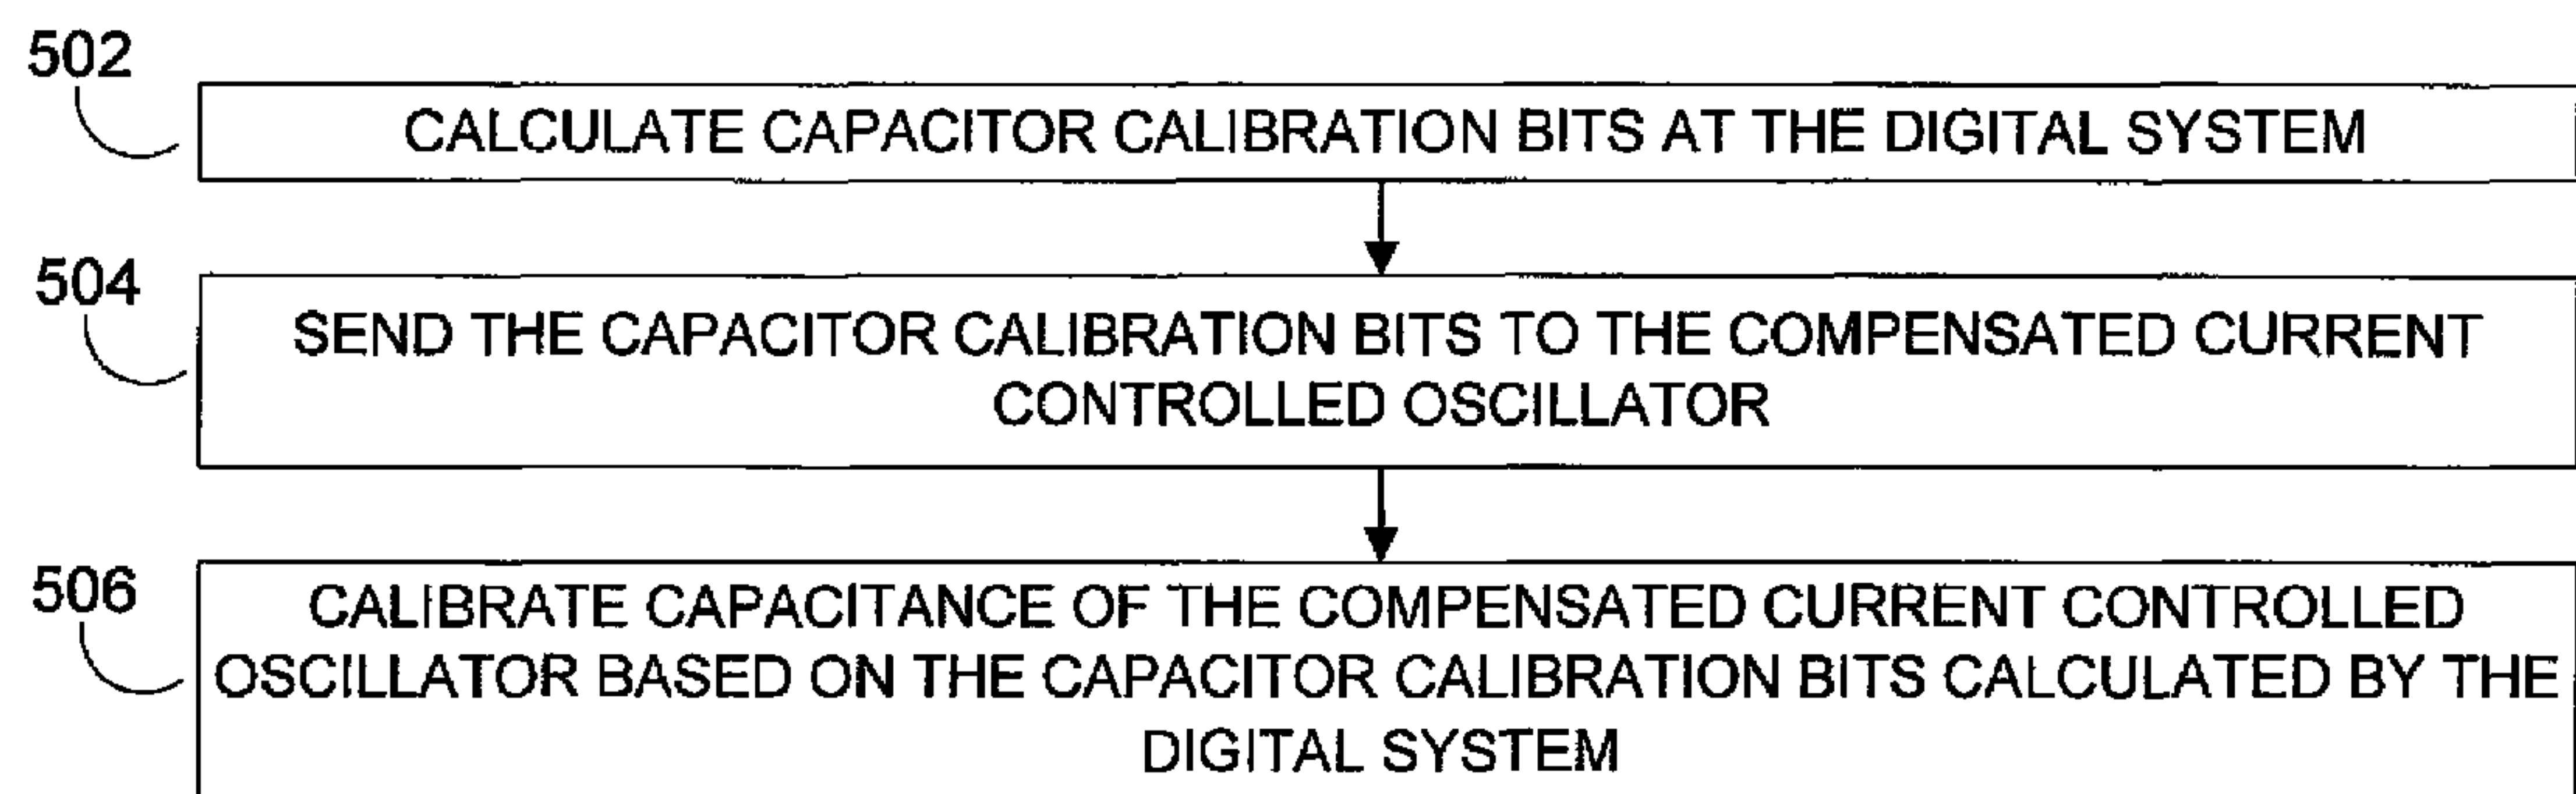 502
CALCULATE CAPACITOR CALIBRATION BITS AT THE DIGITAL SYSTEM
504
SEND THE CAPACITOR CALIBRATION BITS TO THE COMPENSATED CURRENT
CONTROLLED OSCILLATOR
506
CALIBRATE CAPACITANCE OF THE COMPENSATED CURRENT CONTROLLED
OSCILLATOR BASED ON THE CAPACITOR CALIBRATION BITS CALCULATED BY THE
DIGITAL SYSTEM